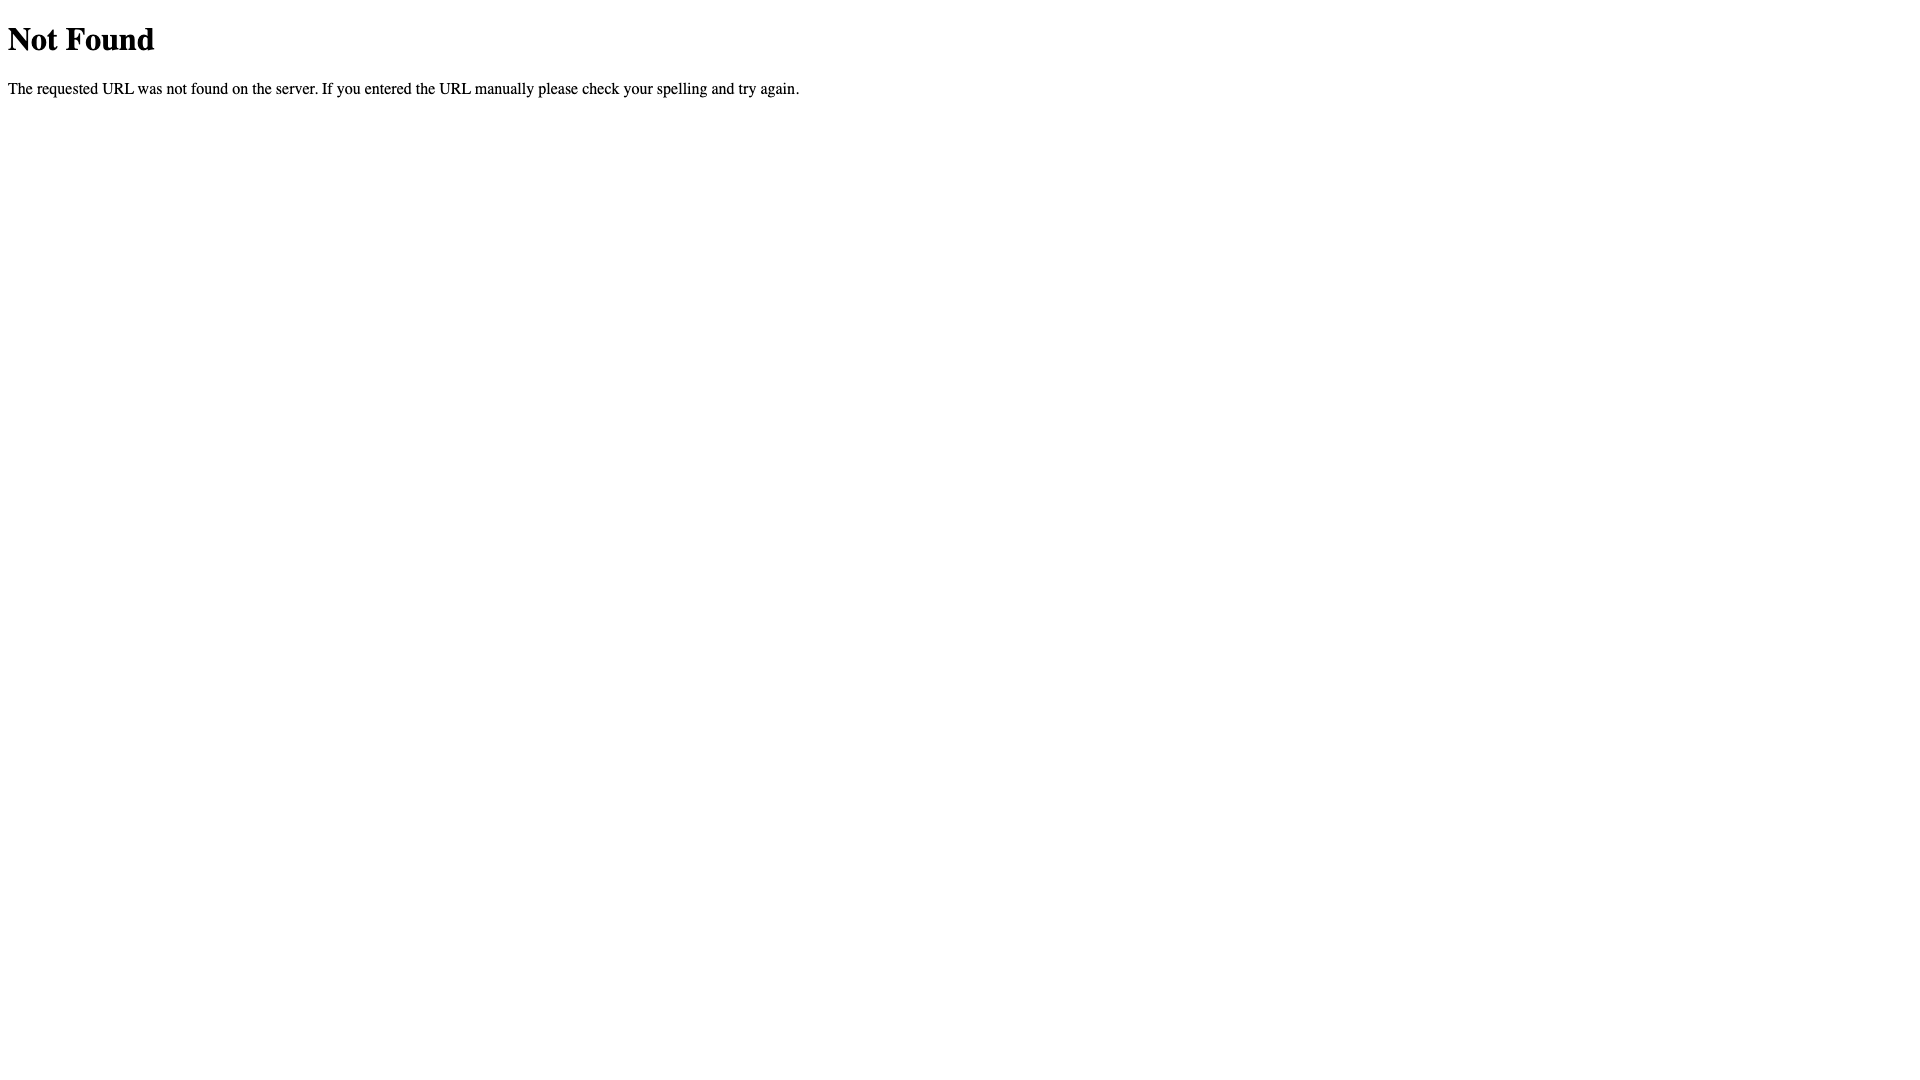 Not Found
The requested URL was not found on the server. If you entered the URL manually please check your spelling and try again.